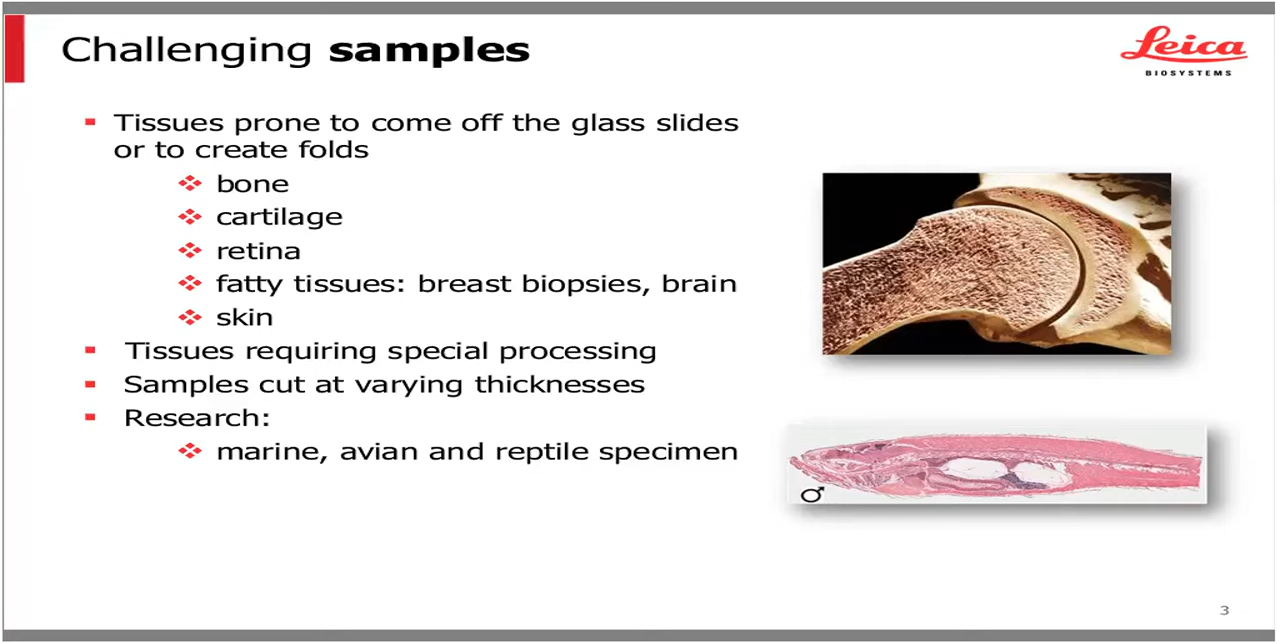 Challenging samples
Leica
BIOSYSTEMS
Tissues prone to come off the glass slides
or to create folds
bone
cartilage
retina
fatty tissues: breast biopsies, brain
skin
Tissues requiring special processing
Samples cut at varying thicknesses
Research:
marine, avian and reptile specimen
♂
3